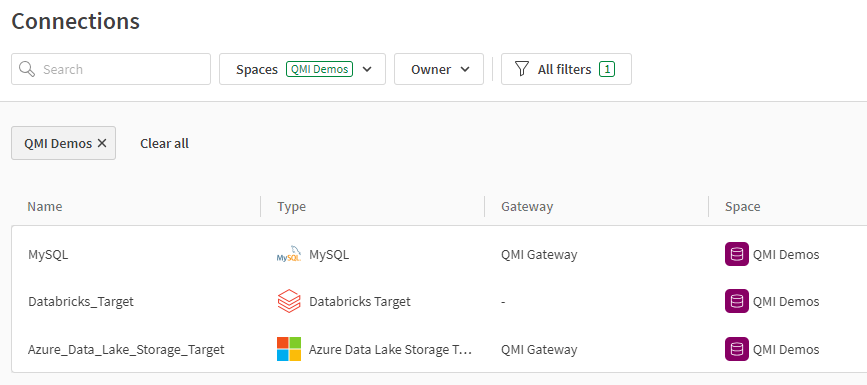 Connections
Search
Spaces QMI Demos
Owner
All filters 1
QMI Demos
Clear all
Name Type Gateway Space
MySQL MySQL MySQL QMI Gateway QMI Demos
Databricks_Target Databricks Target - QMI Demos
Azure_Data_Lake_Storage_Target Azure Data Lake Storage T... QMI Gateway QMI Demos